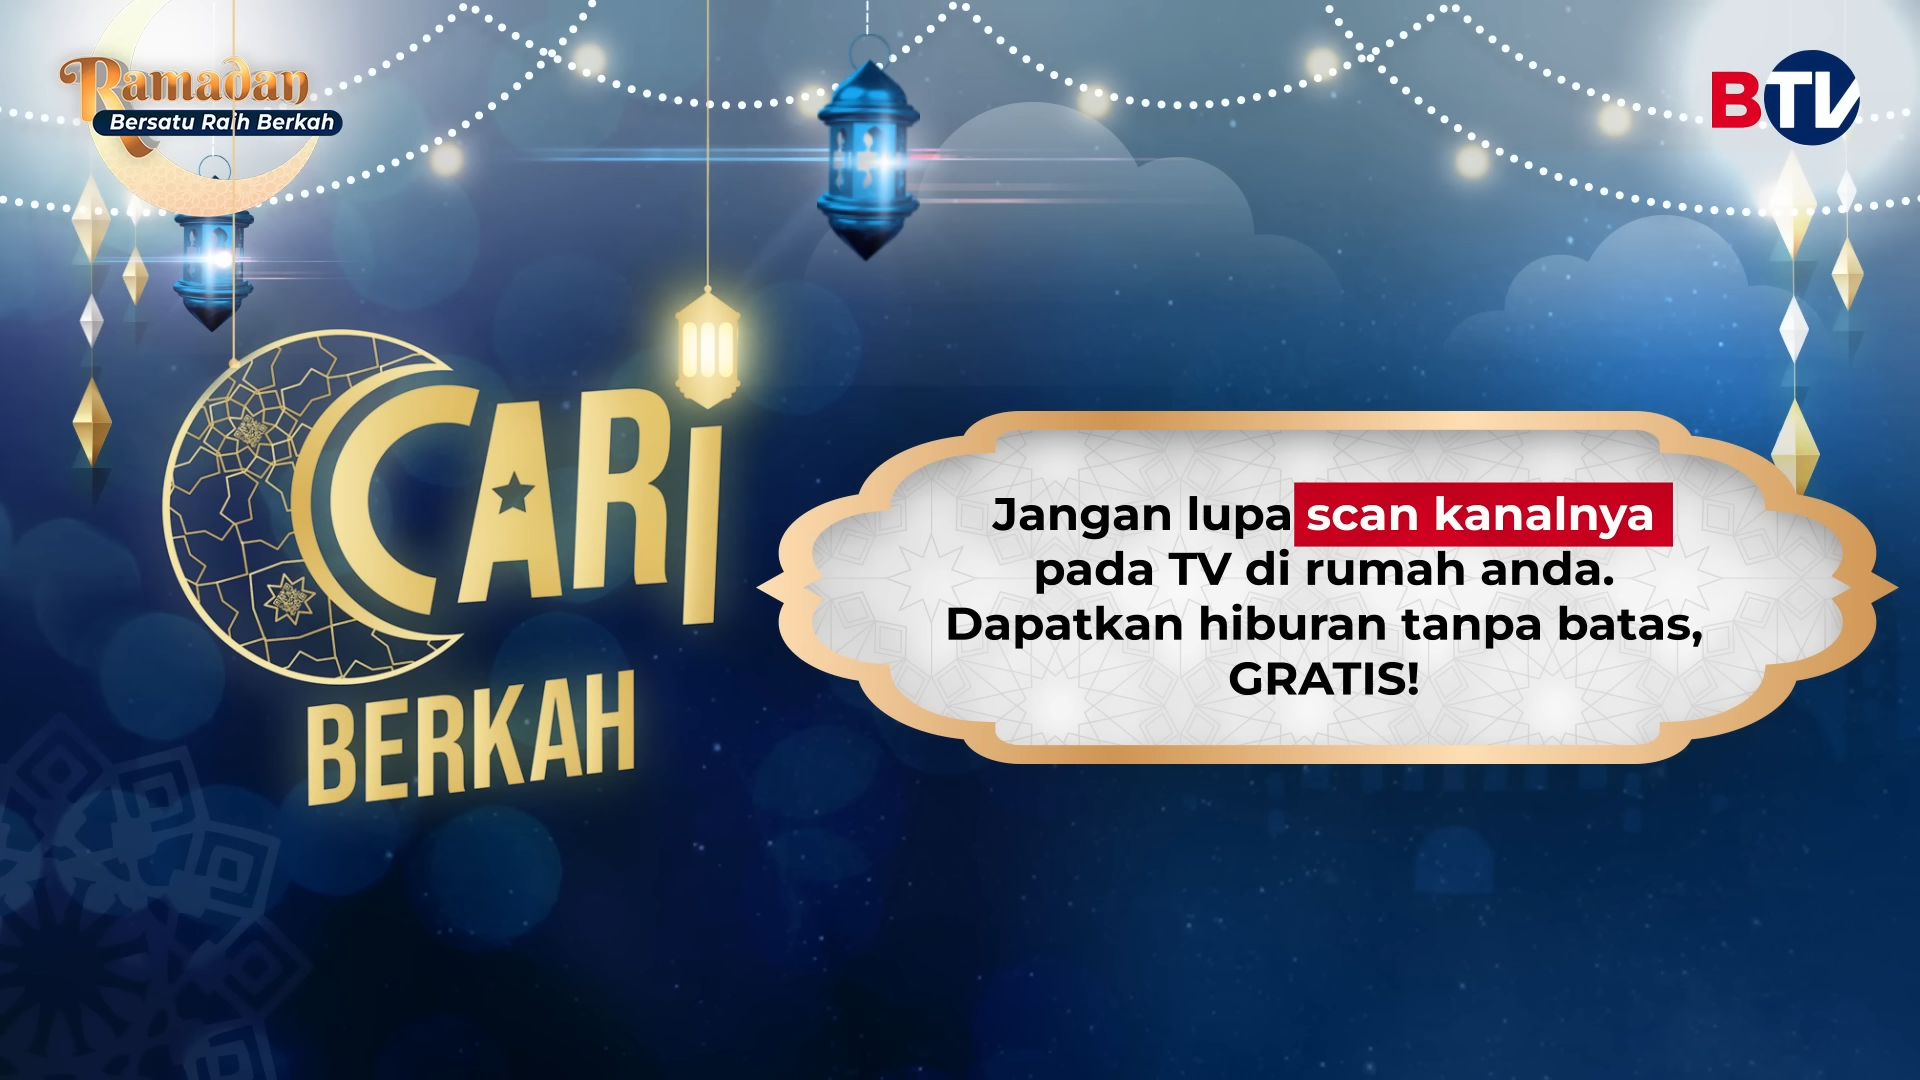 Ramadan
Bersatu Raih Berkah
BTV
CARI
BERKAH
Jangan lupa scan kanalnya
pada TV di rumah anda.
Dapatkan hiburan tanpa batas,
GRATIS!